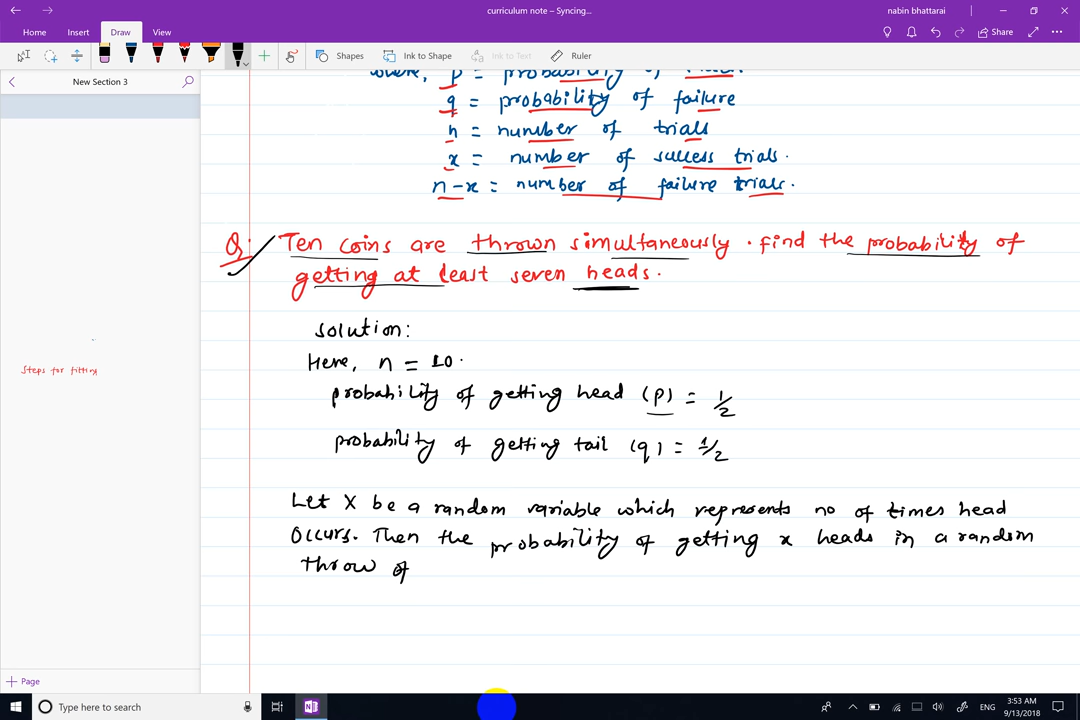 curriculum note - Syncing...
nabin bhattarai
Home Insert Draw View
Share
Shapes Ink to Shape Ink to Text Ruler
New Section 3
where, p = probability of
q = probability of failure
n = number of trials
x = number of success trials.
n-x = number of failure trials.
Q. Ten coins are thrown simultaneously. find the probability of
getting at least seven heads.
Steps for fitting
solution:
Here, n = 10.
probability of getting head (p) = 1/2
probability of getting tail (q) = 1/2
Let X be a random variable which represents no of times head
occurs. Then the probability of getting x heads in a random
throw of
Page
Type here to search
ENG
3:53 AM
9/13/2018